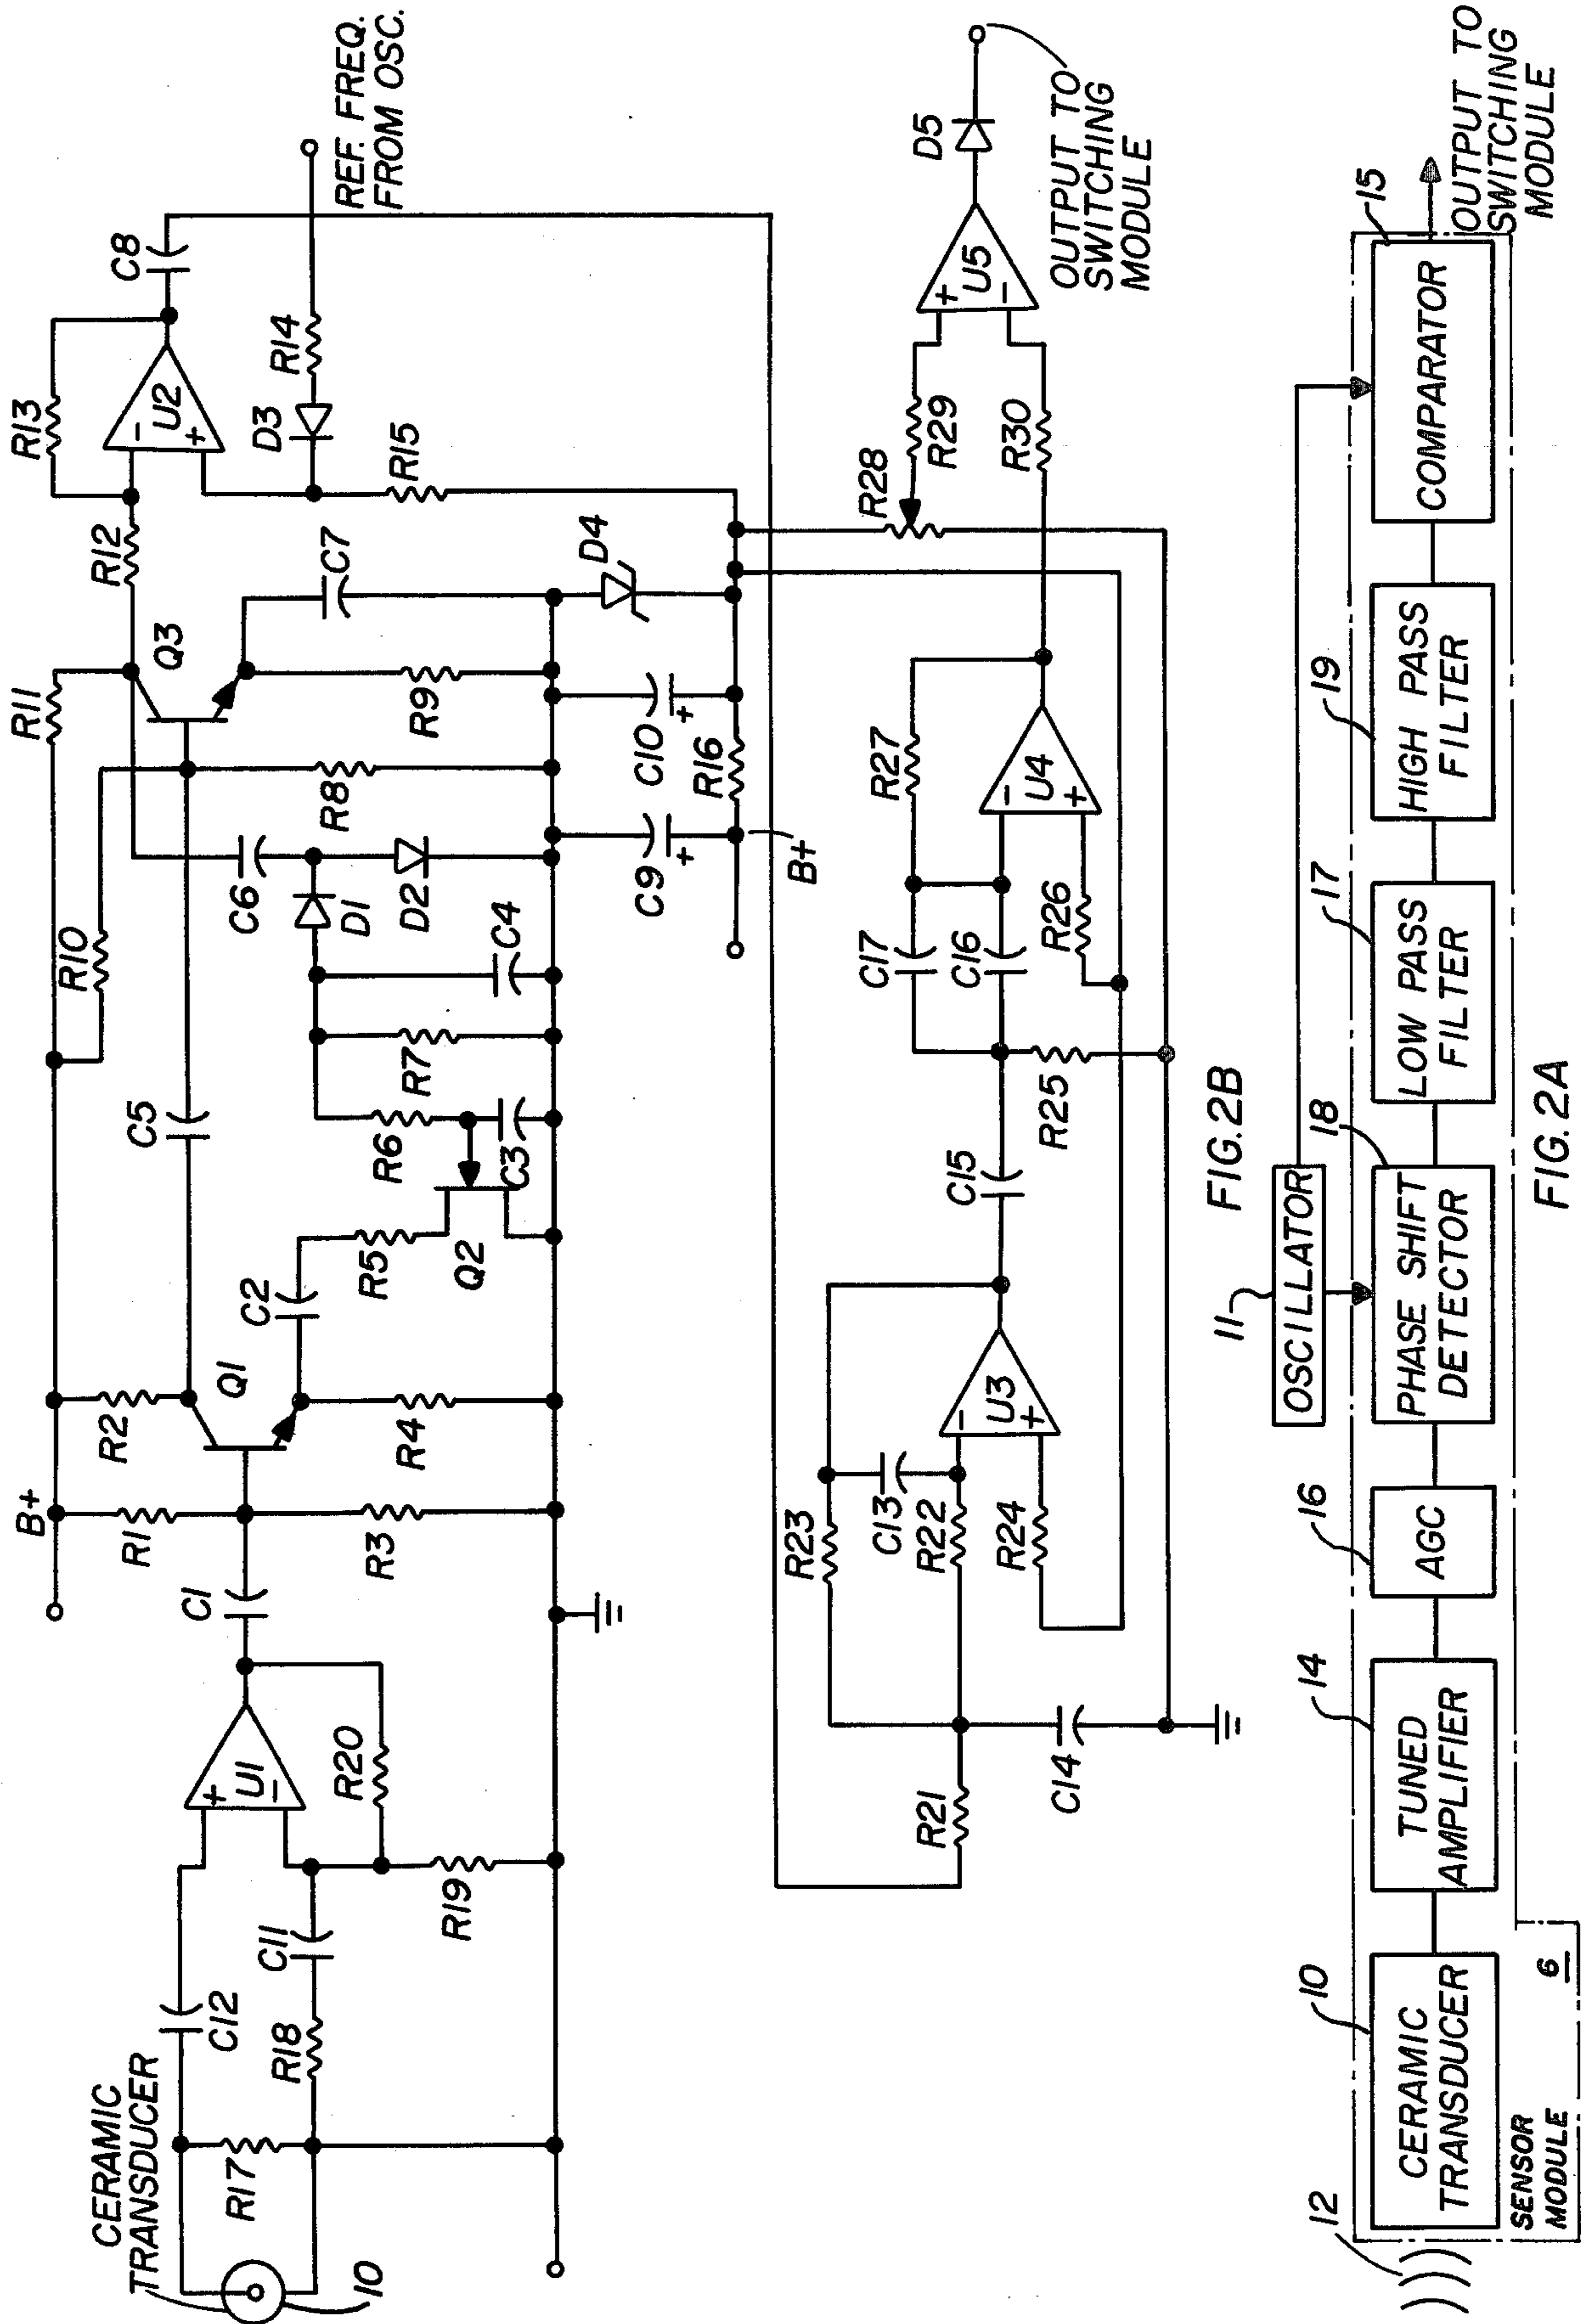 CERAMIC
TRANSDUCER
10
R17
C12
R18
C11
R19
R20
+
U1
−
C1
B+
R1
R3
R2
Q1
R4
C2
R5
Q2
C5
R6
C3
R7
C4
R10
D1
D2
C6
R8
R11
Q3
R9
C7
R12
R13
−
U2
+
C8
D3
R14
R15
REF. FREQ.
FROM OSC.
C9
+
C10
+
R16
B+
D4
R21
C14
R23
C13
R22
R24
−
U3
+
C15
R25
C17
C16
R26
R27
−
U4
+
R28
R29
R30
+
U5
−
D5
OUTPUT TO
SWITCHING
MODULE
FIG.2B
11
OSCILLATOR
12
10
CERAMIC
TRANSDUCER
14
TUNED
AMPLIFIER
16
AGC
18
PHASE SHIFT
DETECTOR
17
LOW PASS
FILTER
19
HIGH PASS
FILTER
15
COMPARATOR
OUTPUT TO
SWITCHING
MODULE
SENSOR
MODULE
6
FIG.2A